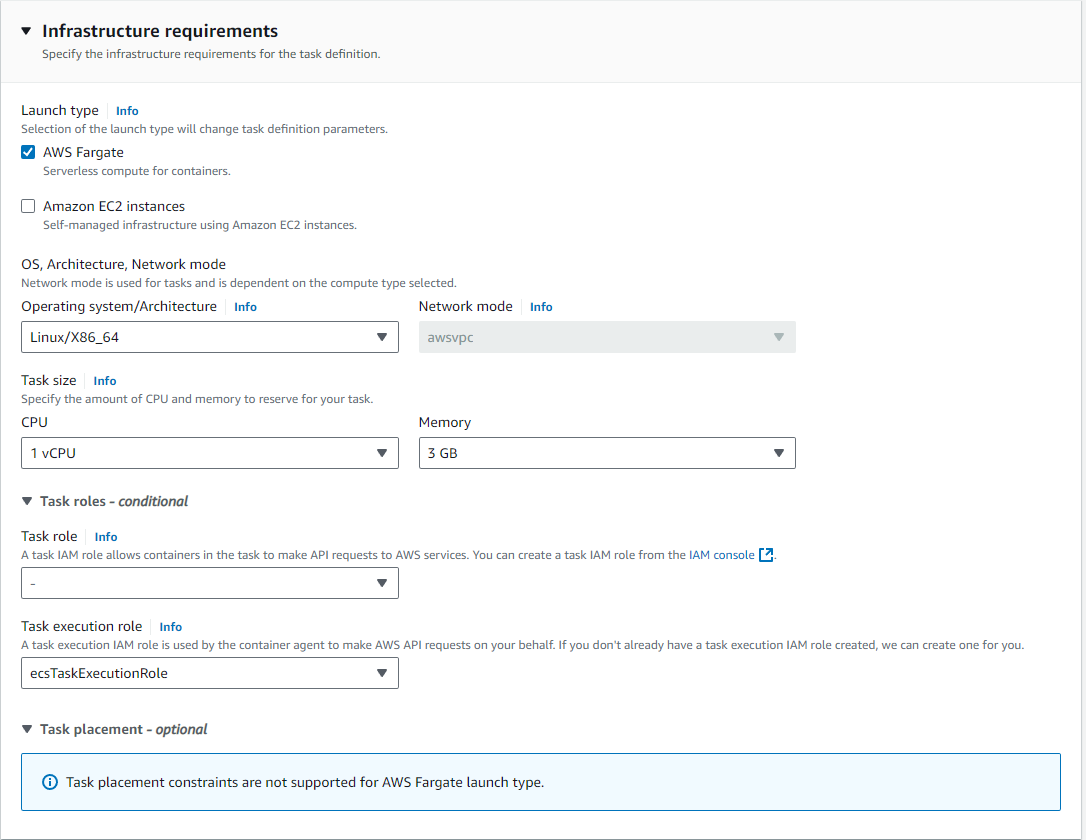 Infrastructure requirements
Specify the infrastructure requirements for the task definition.
Launch type Info
Selection of the launch type will change task definition parameters.
AWS Fargate
Serverless compute for containers.
Amazon EC2 instances
Self-managed infrastructure using Amazon EC2 instances.
OS, Architecture, Network mode
Network mode is used for tasks and is dependent on the compute type selected.
Operating system/Architecture Info Network mode Info
Linux/X86_64 awsvpc
Task size Info
Specify the amount of CPU and memory to reserve for your task.
CPU Memory
1 vCPU 3 GB
Task roles - conditional
Task role Info
A task IAM role allows containers in the task to make API requests to AWS services. You can create a task IAM role from the IAM console.
-
Task execution role Info
A task execution IAM role is used by the container agent to make AWS API requests on your behalf. If you don't already have a task execution IAM role created, we can create one for you.
ecsTaskExecutionRole
Task placement - optional
Task placement constraints are not supported for AWS Fargate launch type.